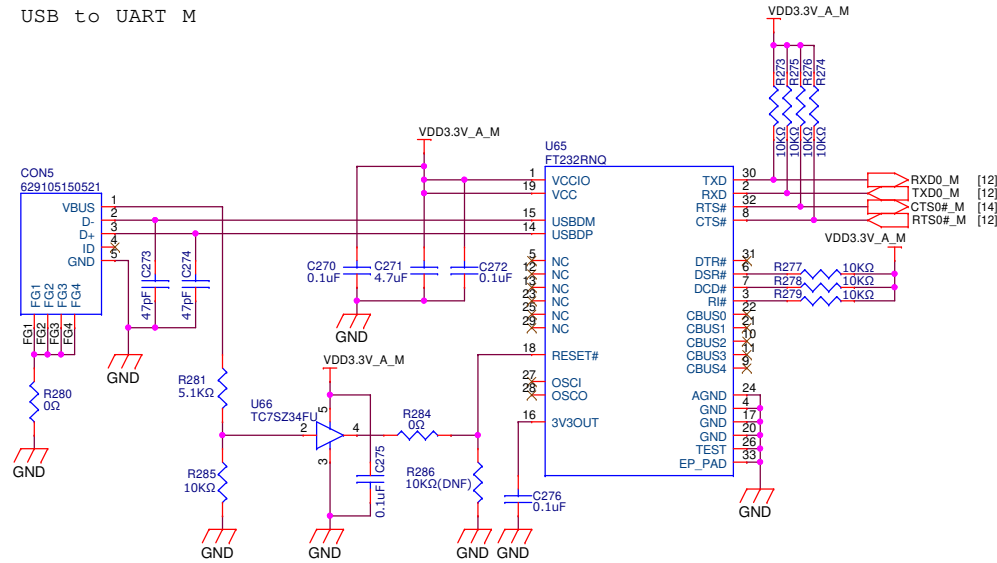 USB to UART M
VDD3.3V_A_M
R273
R275
R276
R274
10KΩ
10KΩ
10KΩ
10KΩ
VDD3.3V_A_M
CON5
629105150521
VBUS
D-
D+
ID
GND
1
2
3
4
5
FG1
FG2
FG3
FG4
FG1
FG2
FG3
FG4
R280
0Ω
GND
C273
47pF
C274
47pF
GND
C270
0.1uF
C271
4.7uF
C272
0.1uF
GND
U65
FT232RNQ
1 VCCIO
19 VCC
15 USBDM
14 USBDP
5 NC
12 NC
13 NC
23 NC
25 NC
29 NC
18 RESET#
27 OSCI
28 OSCO
16 3V3OUT
TXD 30
RXD 2
RTS# 32
CTS# 8
DTR# 31
DSR# 6
DCD# 7
RI# 3
CBUS0 22
CBUS1 21
CBUS2 10
CBUS3 11
CBUS4 9
AGND 24
GND 4
GND 17
GND 20
TEST 26
EP_PAD 33
RXD0_M [12]
TXD0_M [12]
CTS0#_M [14]
RTS0#_M [12]
VDD3.3V_A_M
R277 10KΩ
R278 10KΩ
R279 10KΩ
GND
R281
5.1KΩ
R285
10KΩ
GND
VDD3.3V_A_M
U66
TC7SZ34FU
2
5
4
3
C275
0.1uF
GND
R284
0Ω
R286
10KΩ(DNF)
GND
C276
0.1uF
GND